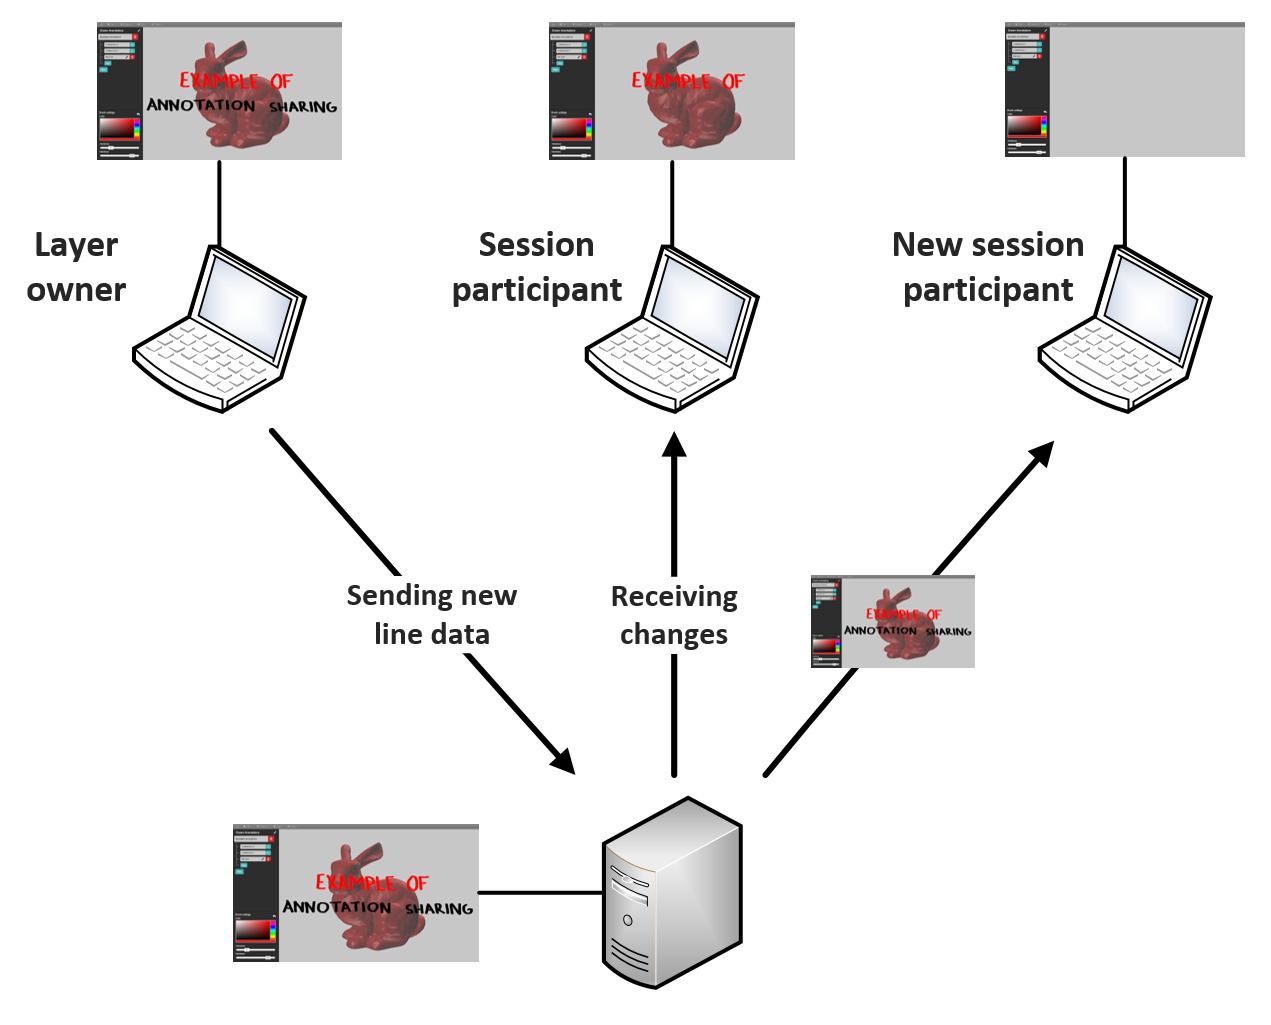 EXAMPLE OF
ANNOTATION SHARING
EXAMPLE OF
Layer
owner
Session
participant
New session
participant
Sending new
line data
Receiving
changes
EXAMPLE OF
ANNOTATION SHARING
EXAMPLE OF
ANNOTATION SHARING